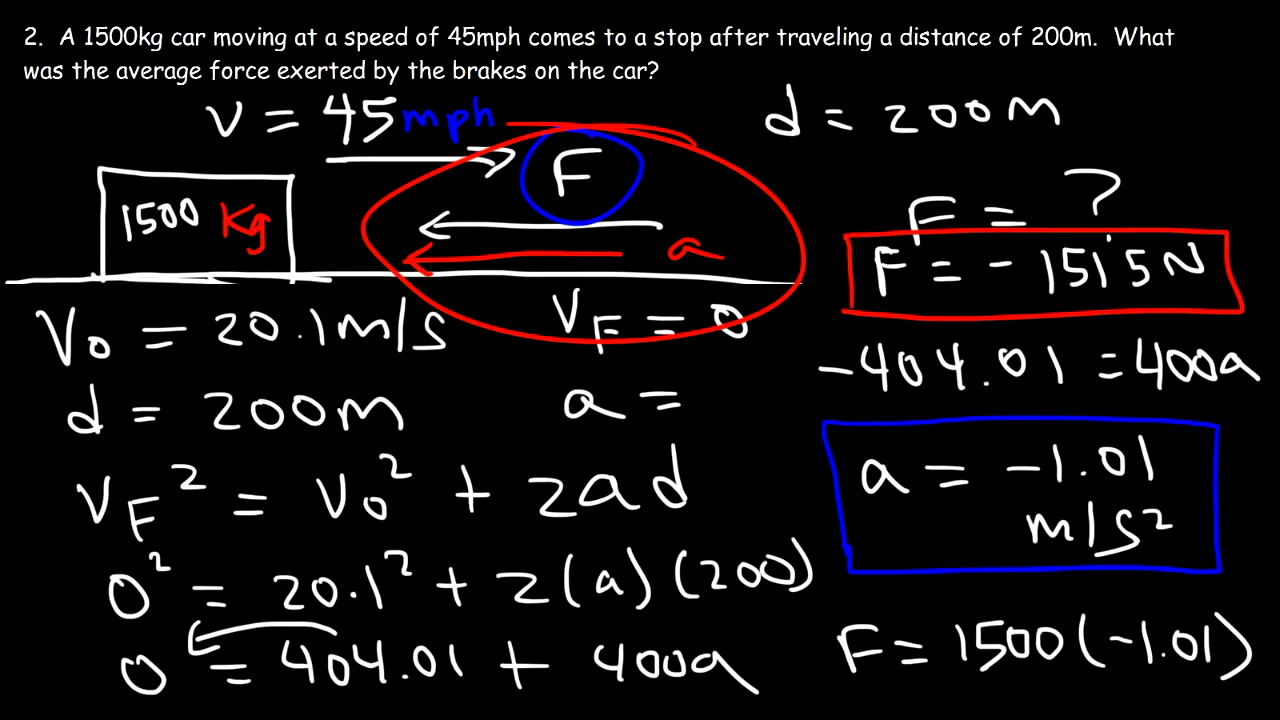 2. A 1500kg car moving at a speed of 45mph comes to a stop after traveling a distance of 200m. What
was the average force exerted by the brakes on the car?
v = 45mph
d = 200m
F
1500 Kg
a
F = ?
F = - 1515N
V₀ = 20.1m/s
V_F = 0
-404.01 = 400a
d = 200m
a =
V_F² = V₀² + 2ad
a = -1.01
m/s²
0² = 20.1² + 2(a)(200)
0 = 404.01 + 400a
F = 1500(-1.01)